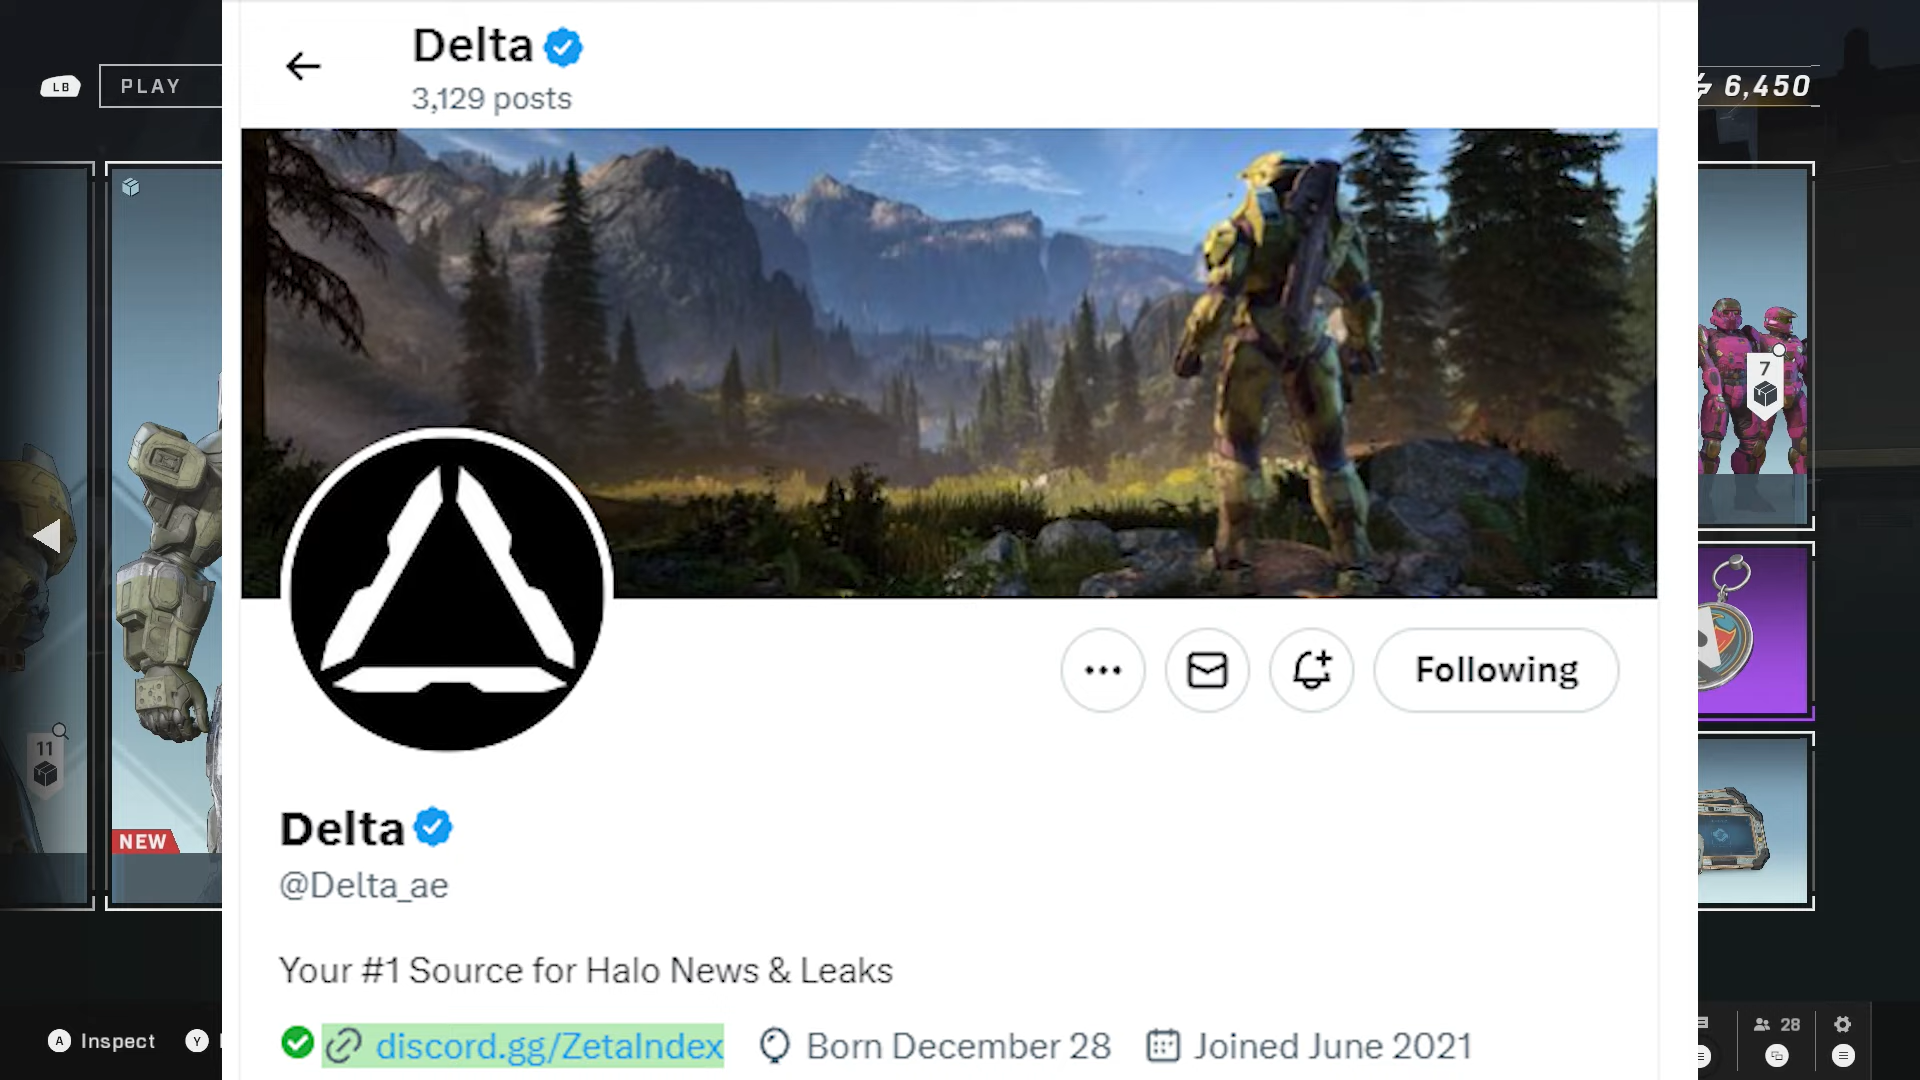 Delta
3,129 posts
LB
PLAY
6,450
7
Following
11
NEW
Delta
@Delta_ae
Your #1 Source for Halo News & Leaks
discord.gg/ZetaIndex
Born December 28
Joined June 2021
A Inspect
Y
28